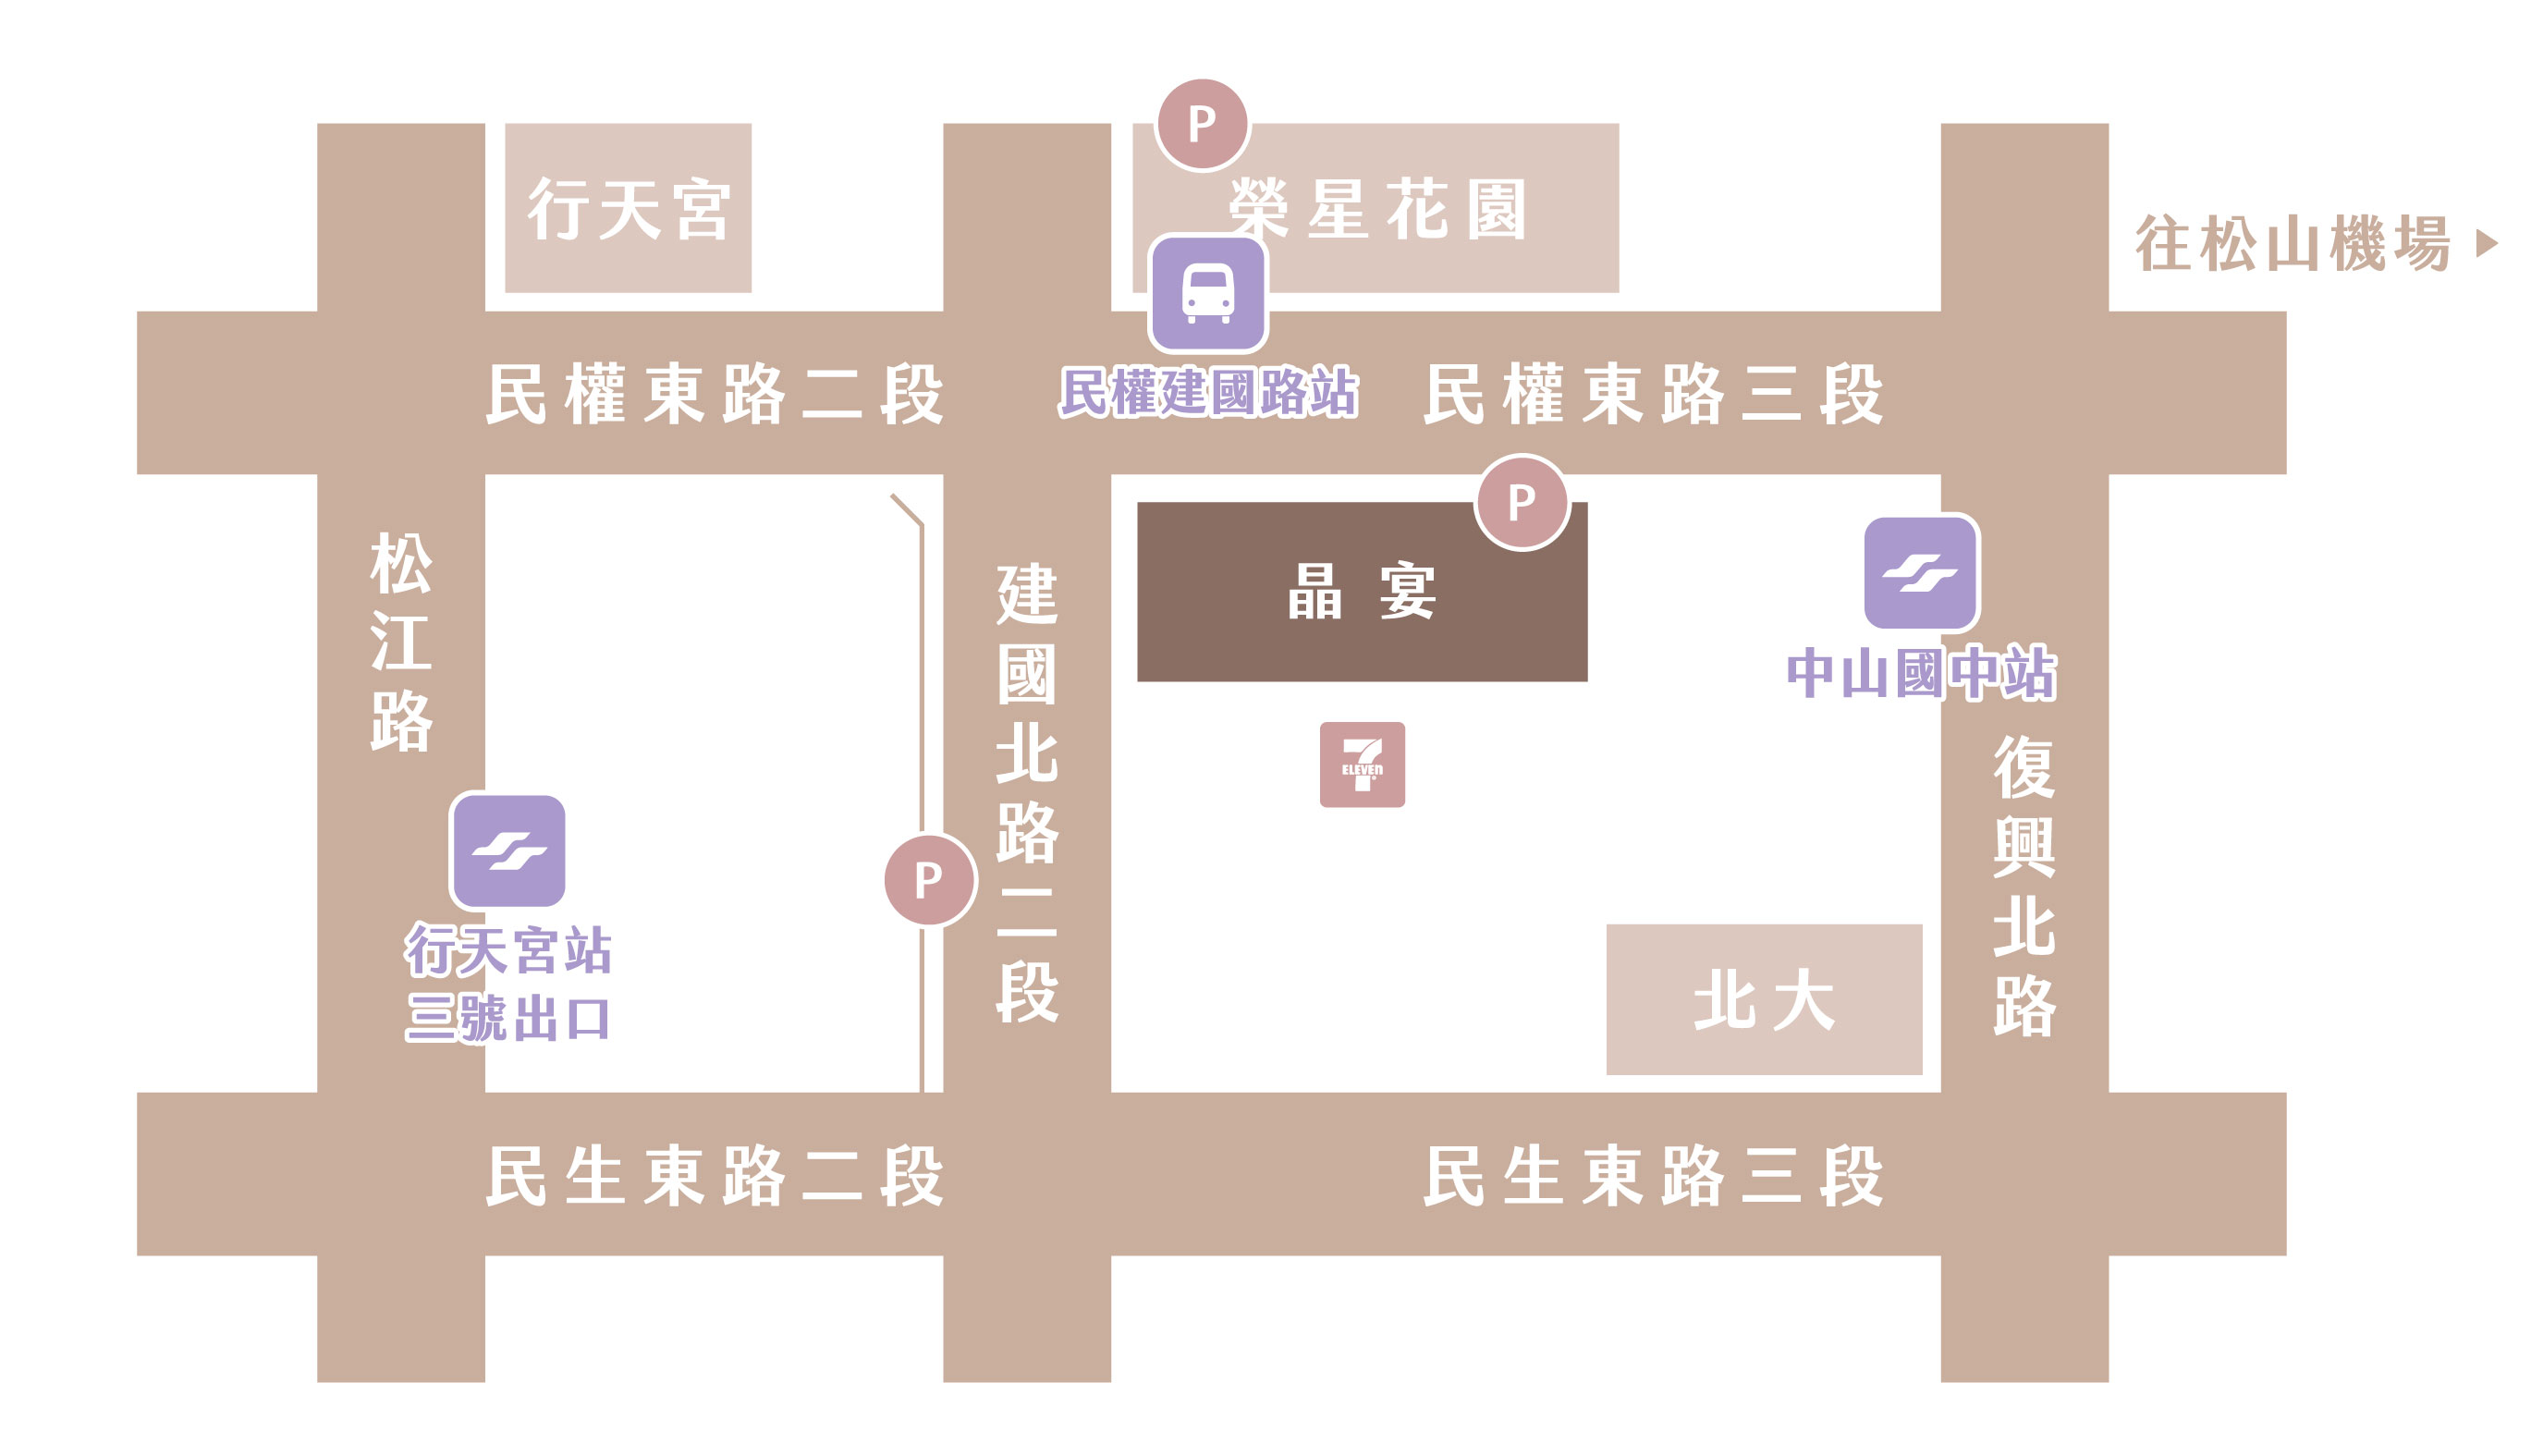 P
行天宮
榮星花園
往松山機場
民權東路二段
民權建國路站
民權東路三段
P
松江路
建國北路二段
晶宴
中山國中站
7
ELEVEn
復興北路
P
行天宮站
三號出口
北大
民生東路二段
民生東路三段